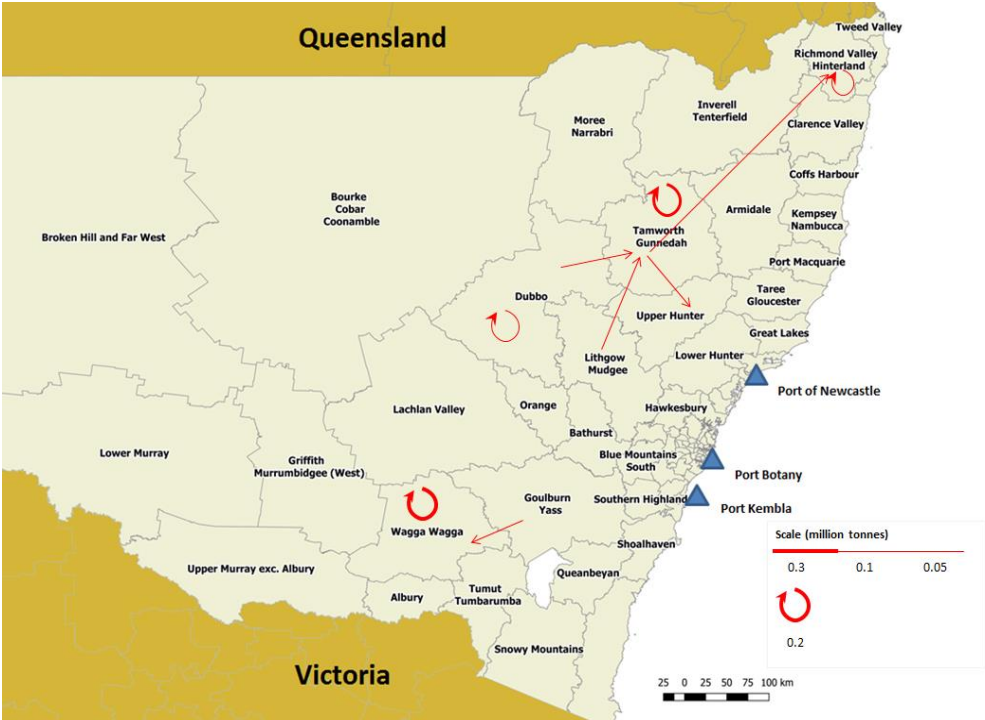 Queensland
Tweed Valley
Richmond Valley
Hinterland
Inverell
Tenterfield
Moree
Narrabri
Clarence Valley
Coffs Harbour
Bourke
Cobar
Coonamble
Armidale
Kempsey
Nambucca
Broken Hill and Far West
Tamworth
Gunnedah
Port Macquarie
Taree
Gloucester
Dubbo
Upper Hunter
Great Lakes
Lithgow
Mudgee
Lower Hunter
Port of Newcastle
Lachlan Valley
Orange
Hawkesbury
Bathurst
Lower Murray
Griffith
Murrumbidgee (West)
Blue Mountains
South
Port Botany
Goulburn
Yass
Southern Highland
Port Kembla
Wagga Wagga
Shoalhaven
Scale (million tonnes)
0.3 0.1 0.05
0.2
Upper Murray exc. Albury
Queanbeyan
Albury
Tumut
Tumbarumba
Snowy Mountains
Victoria
25 0 25 50 75 100 km